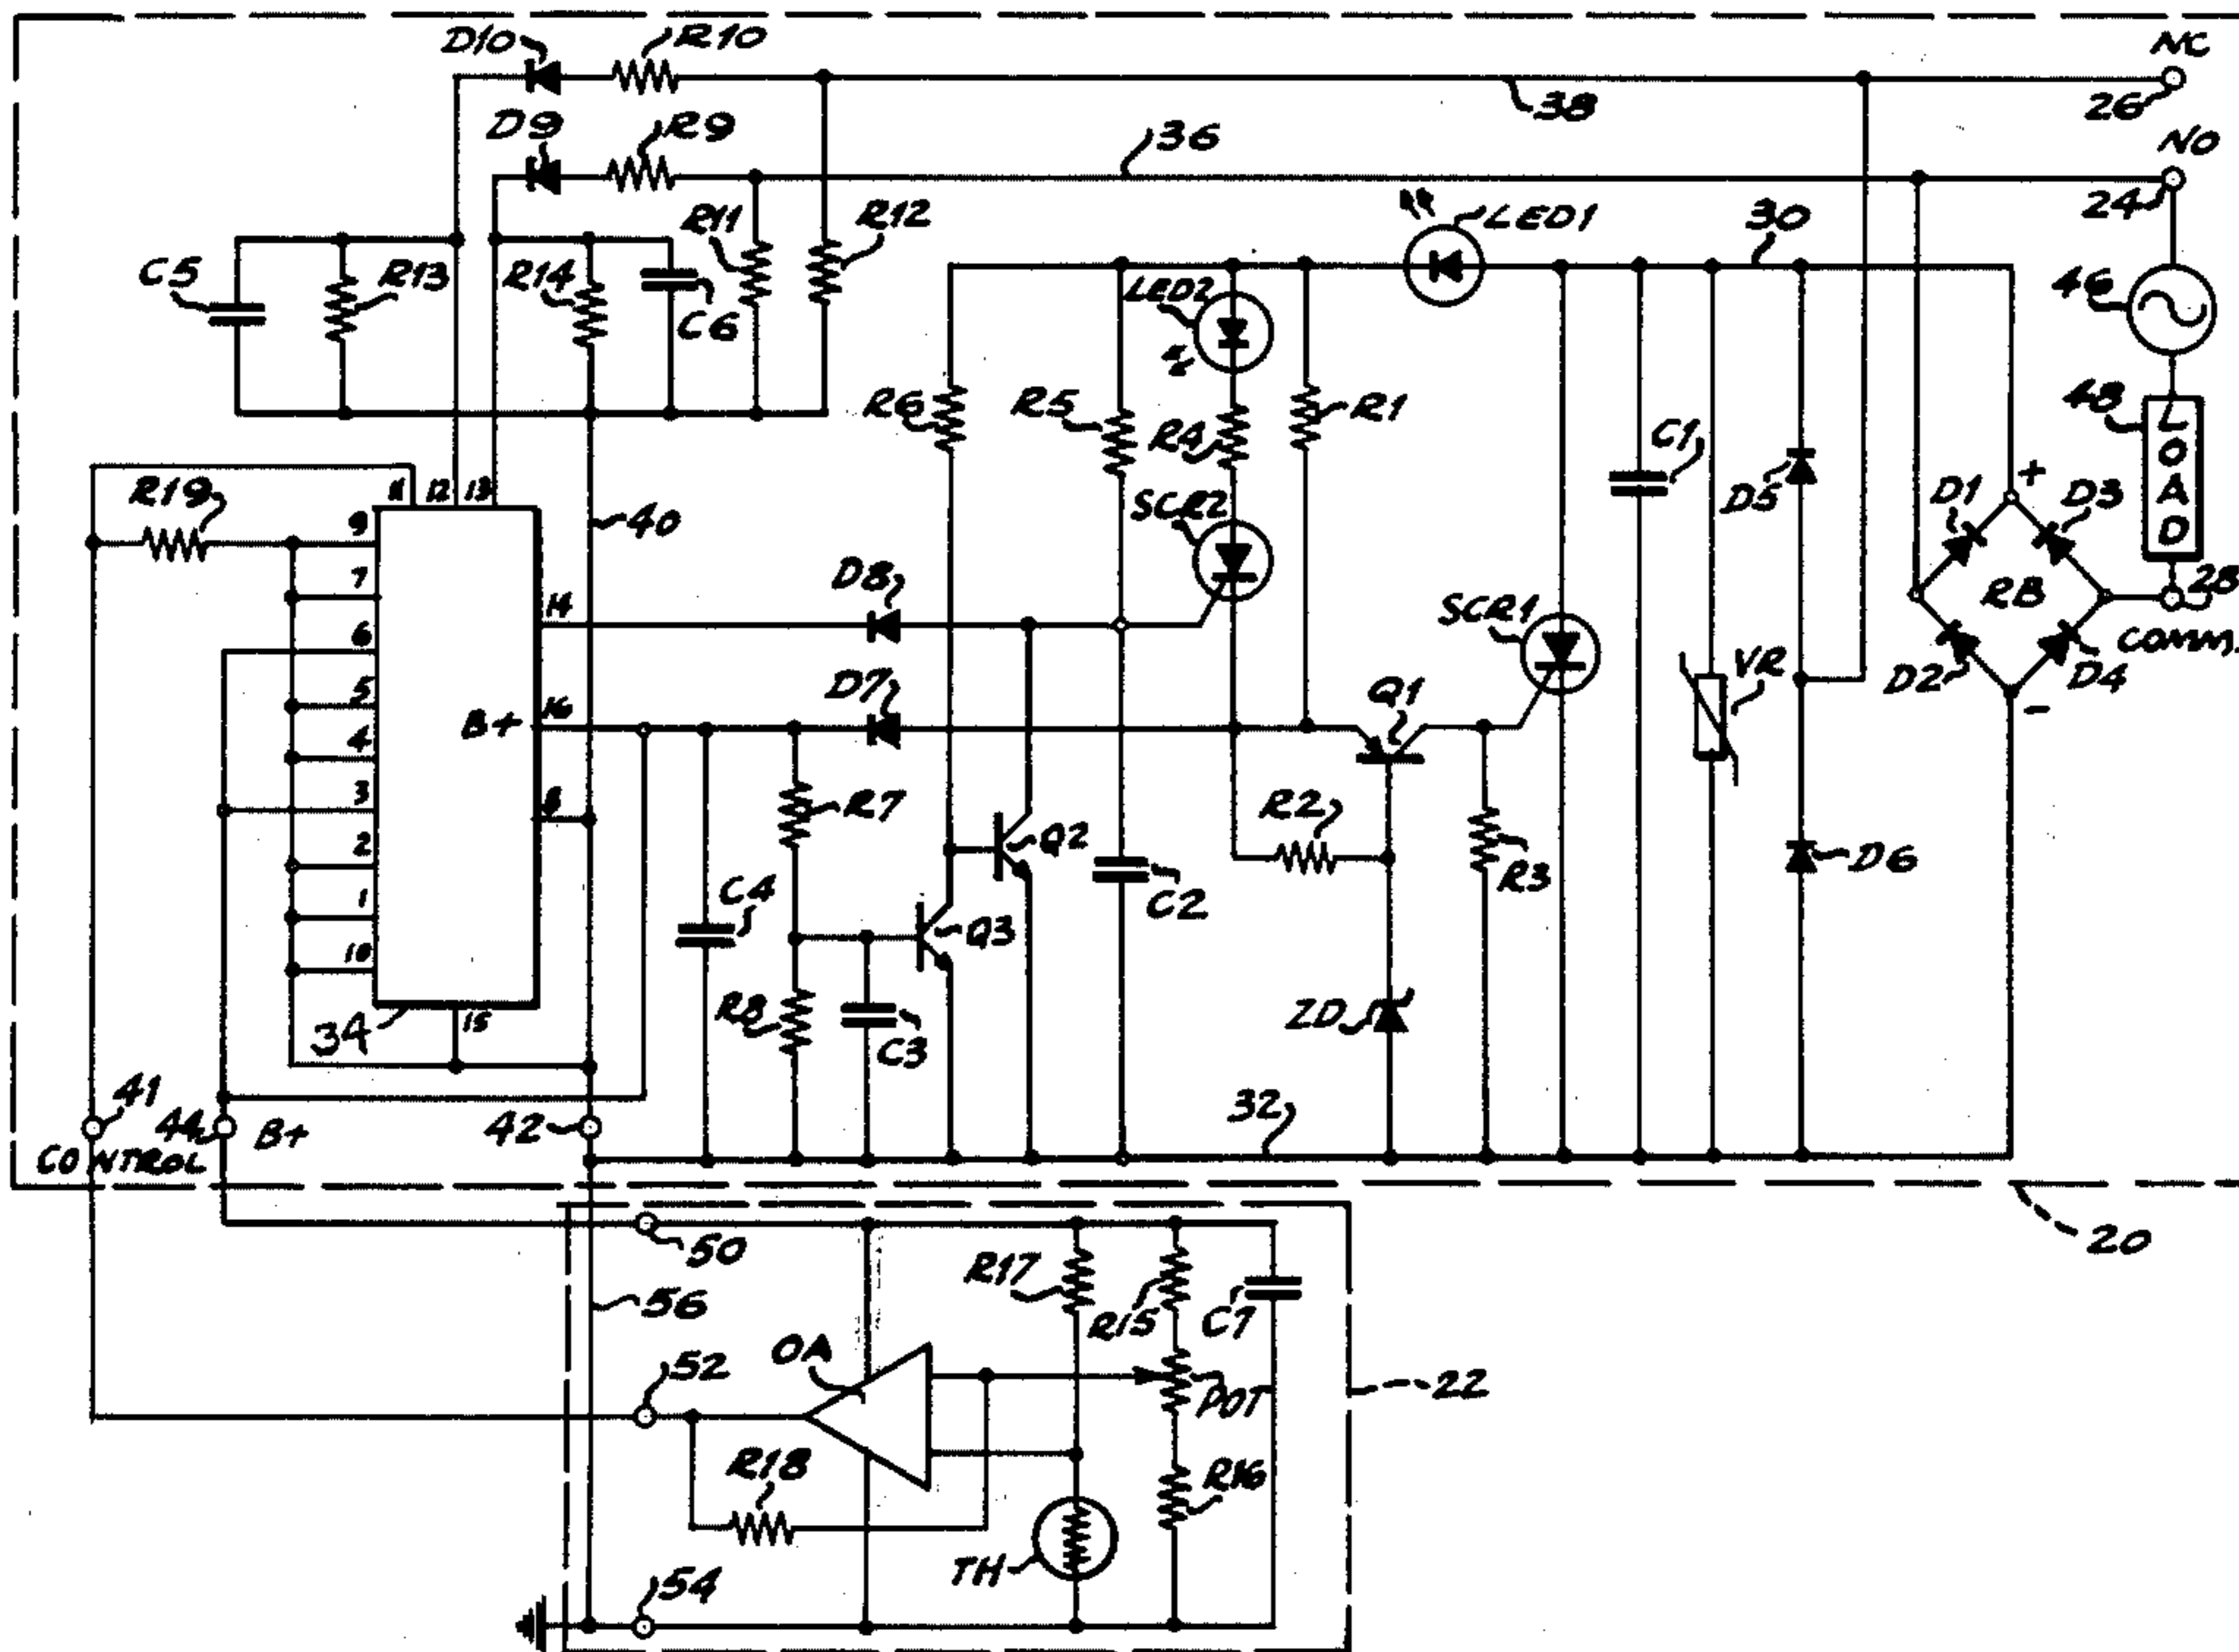 D10
R10
NC
26
38
D9
R9
36
NO
24
R11
R12
LED1
30
C5
R13
R14
C6
LED2
46
R6
R5
R4
R1
C1
48
LOAD
11
12
13
R19
9
40
SCR2
D5
D1
+
D3
7
14
D8
SCR1
RB
28
COMM.
6
5
16
B+
D7
Q1
VR
D2
D4
-
4
3
8
R7
R2
Q2
R3
D6
2
1
C4
C2
10
Q3
34
15
R8
C3
ZD
41
44
B+
42
32
CONTROL
50
20
56
R17
R15
C7
OA
52
POT
22
R18
R16
TH
54